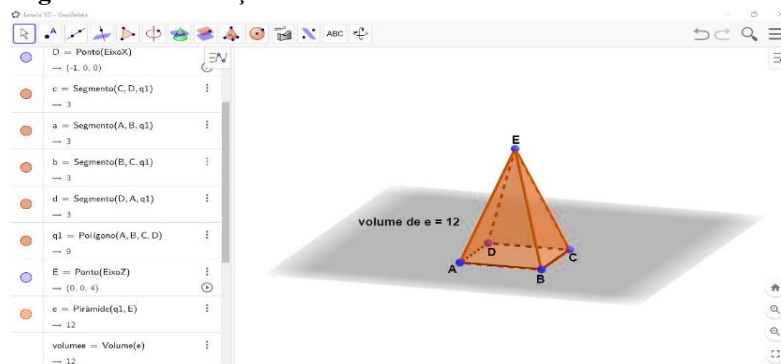 Janela 3D - GeoGebra
ABC
D = Ponto(EixoX)
→ (-1, 0, 0)
c = Segmento(C, D, q1)
→ 3
a = Segmento(A, B, q1)
→ 3
b = Segmento(B, C, q1)
→ 3
d = Segmento(D, A, q1)
→ 3
q1 = Polígono(A, B, C, D)
→ 9
E = Ponto(EixoZ)
→ (0, 0, 4)
e = Pirâmide(q1, E)
→ 12
volumee = Volume(e)
→ 12
E
volume de e = 12
D
C
A
B